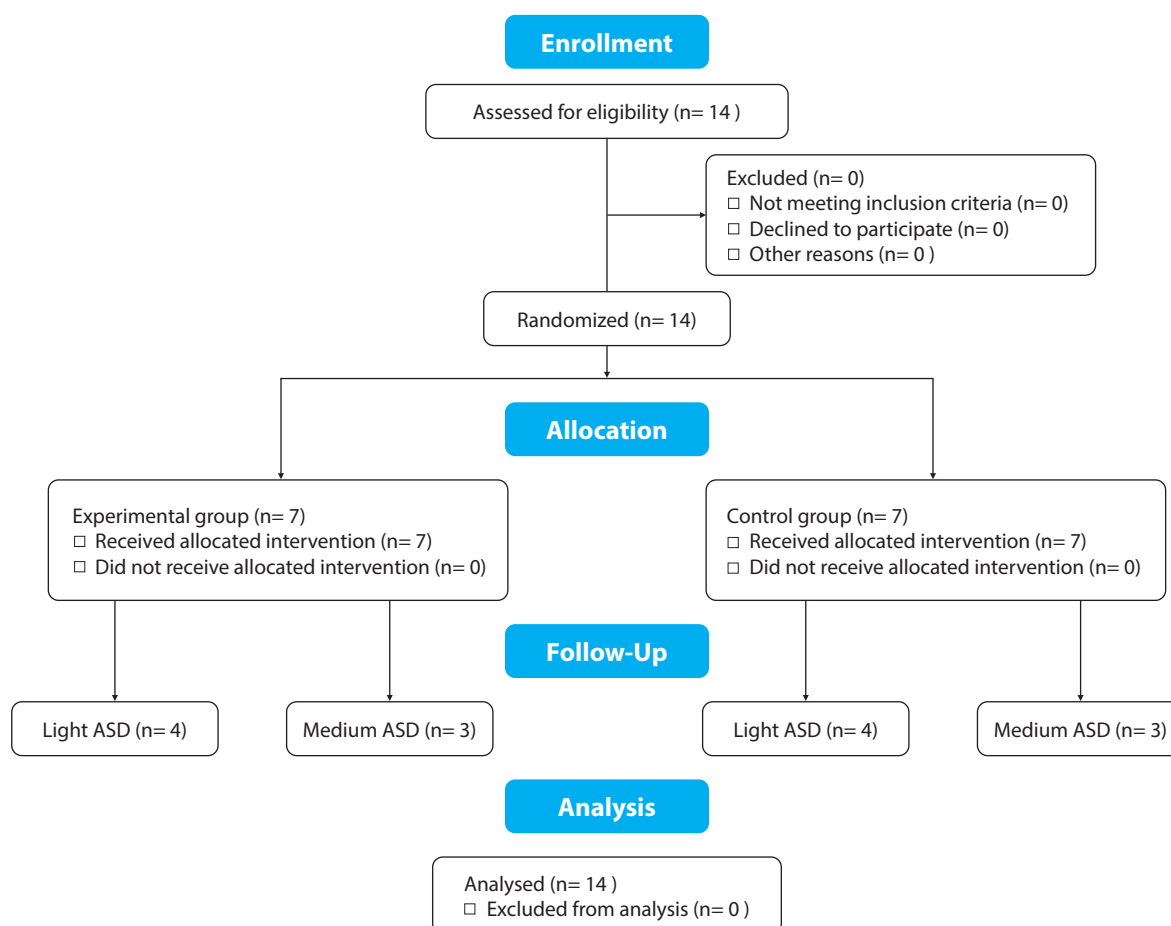 Enrollment
Assessed for eligibility (n= 14 )
Excluded (n= 0)
□ Not meeting inclusion criteria (n= 0)
□ Declined to participate (n= 0)
□ Other reasons (n= 0 )
Randomized (n= 14)
Allocation
Experimental group (n= 7)
□ Received allocated intervention (n= 7)
□ Did not receive allocated intervention (n= 0)
Control group (n= 7)
□ Received allocated intervention (n= 7)
□ Did not receive allocated intervention (n= 0)
Follow-Up
Light ASD (n= 4)
Medium ASD (n= 3)
Light ASD (n= 4)
Medium ASD (n= 3)
Analysis
Analysed (n= 14 )
□ Excluded from analysis (n= 0 )